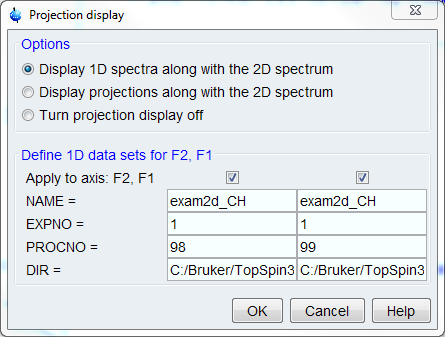 Projection display
Options
Display 1D spectra along with the 2D spectrum
Display projections along with the 2D spectrum
Turn projection display off
Define 1D data sets for F2, F1
Apply to axis: F2, F1
NAME = exam2d_CH exam2d_CH
EXPNO = 1 1
PROCNO = 98 99
DIR = C:/Bruker/TopSpin3 C:/Bruker/TopSpin3
OK Cancel Help